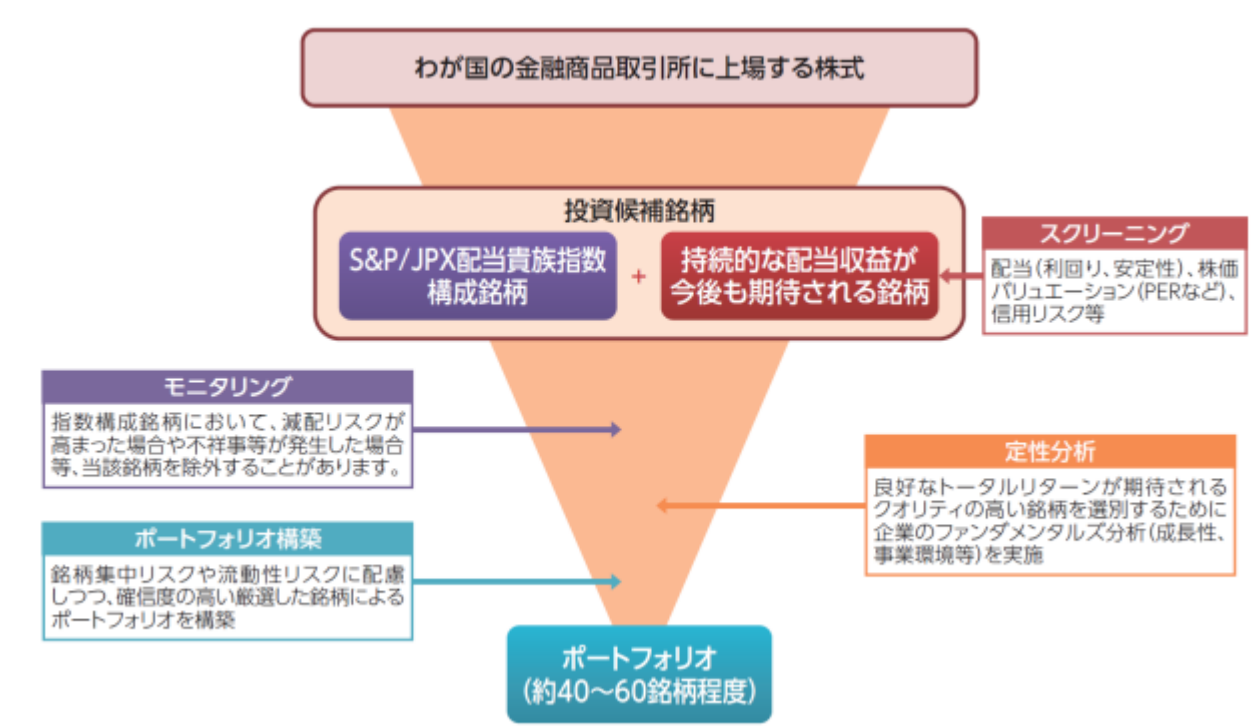 わが国の金融商品取引所に上場する株式
投資候補銘柄
S&P/JPX配当貴族指数
構成銘柄
+
持続的な配当収益が
今後も期待される銘柄
スクリーニング
配当(利回り、安定性)、株価
バリュエーション(PERなど)、
信用リスク等
モニタリング
指数構成銘柄において、減配リスクが
高まった場合や不祥事等が発生した場合
等、当該銘柄を除外することがあります。
定性分析
良好なトータルリターンが期待される
クオリティの高い銘柄を選別するために
企業のファンダメンタルズ分析(成長性、
事業環境等)を実施
ポートフォリオ構築
銘柄集中リスクや流動性リスクに配慮
しつつ、確信度の高い厳選した銘柄による
ポートフォリオを構築
ポートフォリオ
(約40～60銘柄程度)